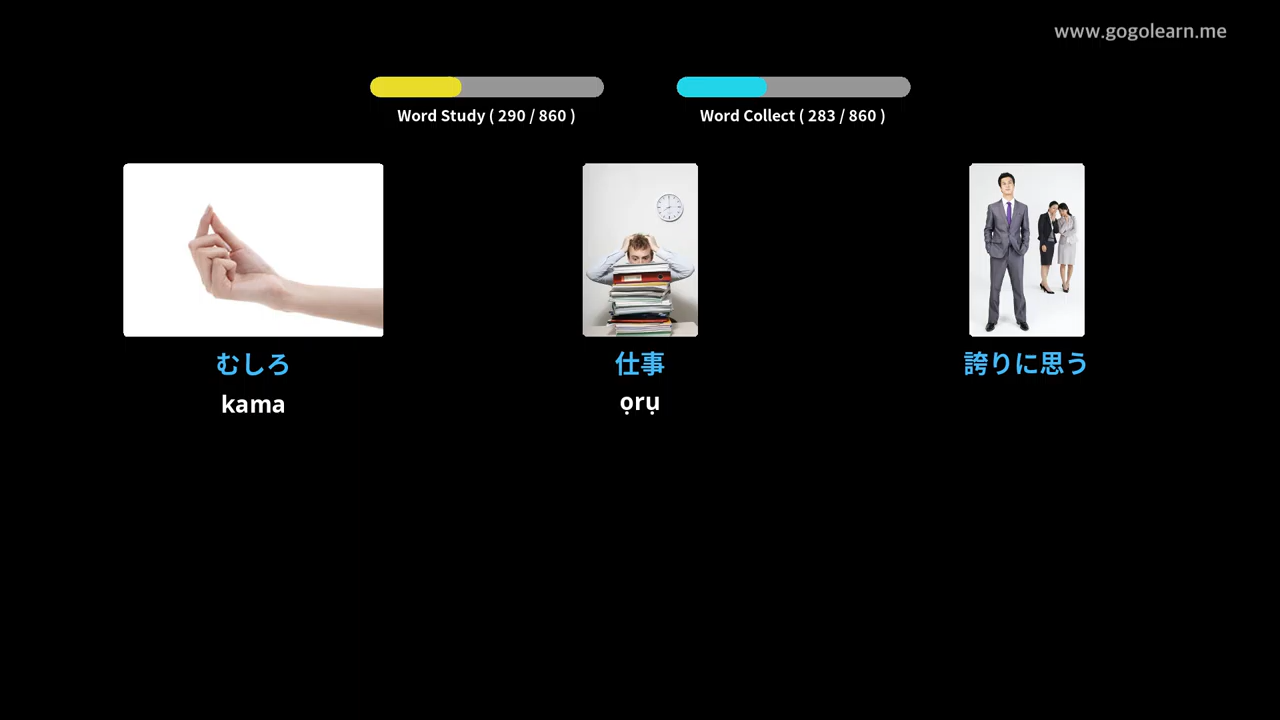 www.gogolearn.me
Word Study ( 290 / 860 )
Word Collect ( 283 / 860 )
むしろ
仕事
誇りに思う
kama
ọrụ